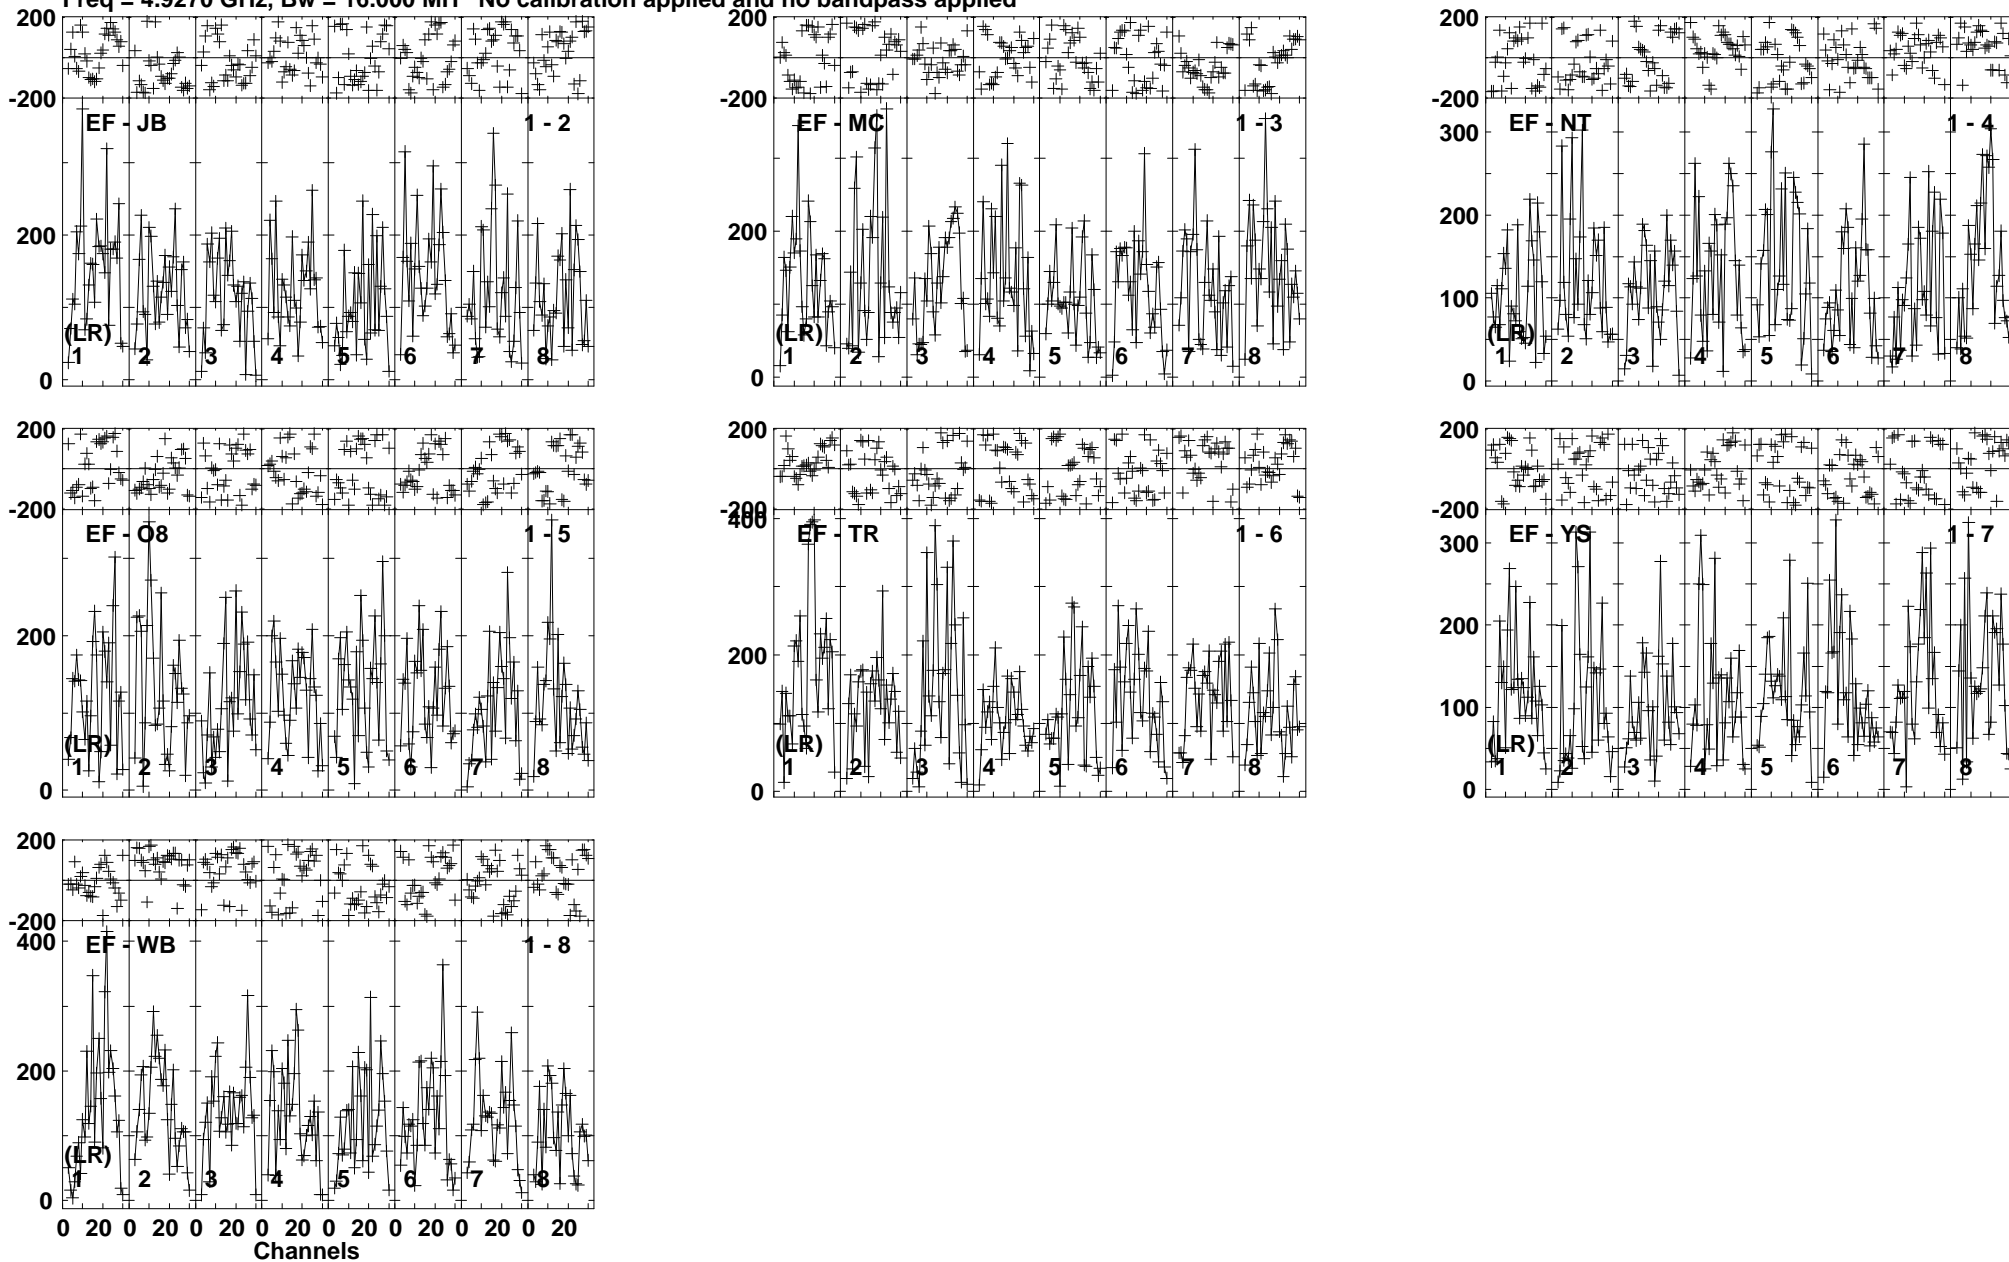 Freq = 4.9270 GHz, Bw = 16.000 MH No calibration applied and no bandpass applied
200 200 200
-200 -200 -200
EF - JB 1 - 2 EF - MC 1 - 3 EF - NT 1 - 4
300
200 200 200
100
(LR) (LR) (LR)
1 2 3 4 5 6 7 8 1 2 3 4 5 6 7 8 1 2 3 4 5 6 7 8
0 0 0
200 200 200
-200 -200 -200
400
EF - O8 1 - 5 EF - TR 1 - 6 EF - YS 1 - 7
300
200 200 200
100
(LR) (LR) (LR)
1 2 3 4 5 6 7 8 1 2 3 4 5 6 7 8 1 2 3 4 5 6 7 8
0 0 0
200
-200
400
EF - WB 1 - 8
200
(LR)
1 2 3 4 5 6 7 8
0
0 20 0 20 0 20 0 20 0 20 0 20 0 20 0 20
Channels